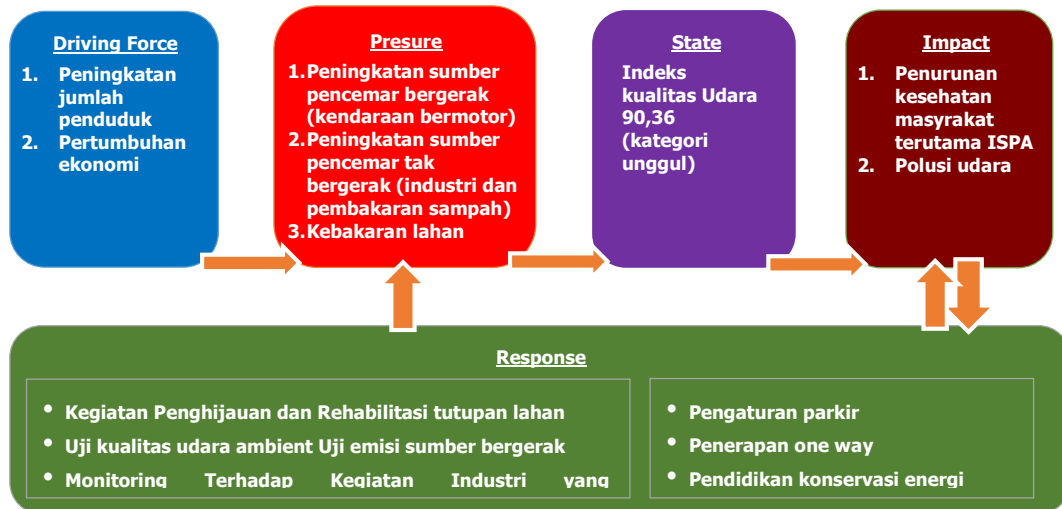 Driving Force
1. Peningkatan
jumlah
penduduk
2. Pertumbuhan
ekonomi
Presure
1. Peningkatan sumber
pencemar bergerak
(kendaraan bermotor)
2. Peningkatan sumber
pencemar tak
bergerak (industri dan
pembakaran sampah)
3. Kebakaran lahan
State
Indeks
kualitas Udara
90,36
(kategori
unggul)
Impact
1. Penurunan
kesehatan
masyrakat
terutama ISPA
2. Polusi udara
Response
• Kegiatan Penghijauan dan Rehabilitasi tutupan lahan
• Uji kualitas udara ambient Uji emisi sumber bergerak
• Monitoring Terhadap Kegiatan Industri yang
• Pengaturan parkir
• Penerapan one way
• Pendidikan konservasi energi